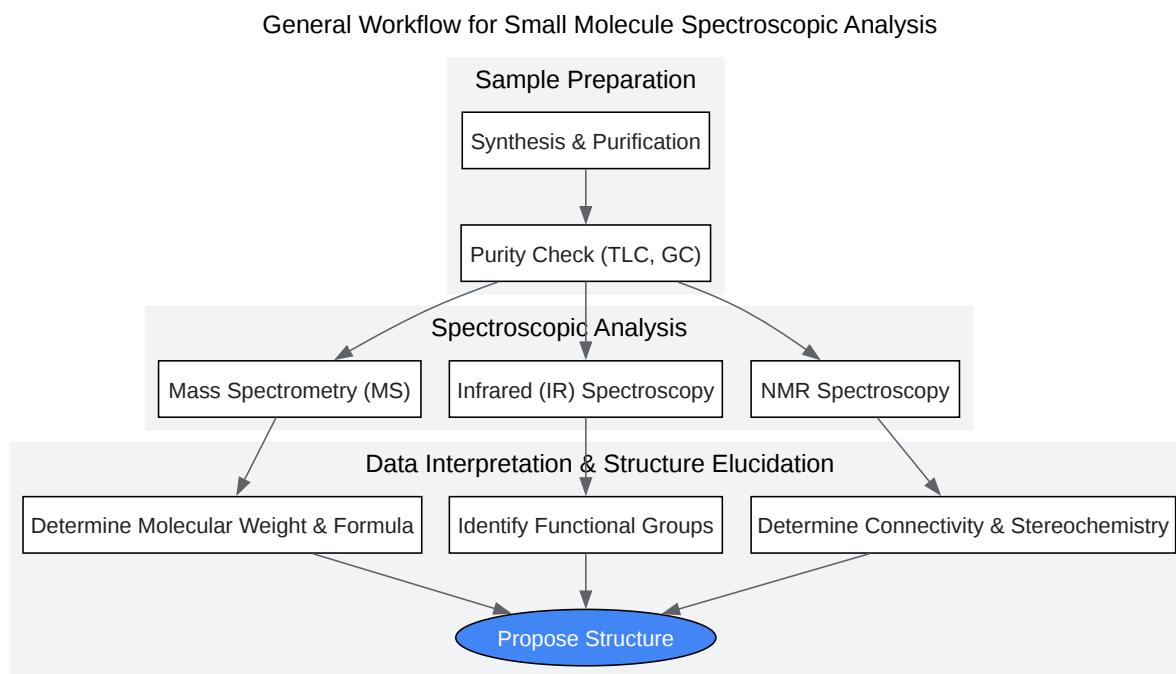 General Workflow for Small Molecule Spectroscopic Analysis
Sample Preparation
Synthesis & Purification
Purity Check (TLC, GC)
Spectroscopic Analysis
Mass Spectrometry (MS)
Infrared (IR) Spectroscopy
NMR Spectroscopy
Data Interpretation & Structure Elucidation
Determine Molecular Weight & Formula
Identify Functional Groups
Determine Connectivity & Stereochemistry
Propose Structure